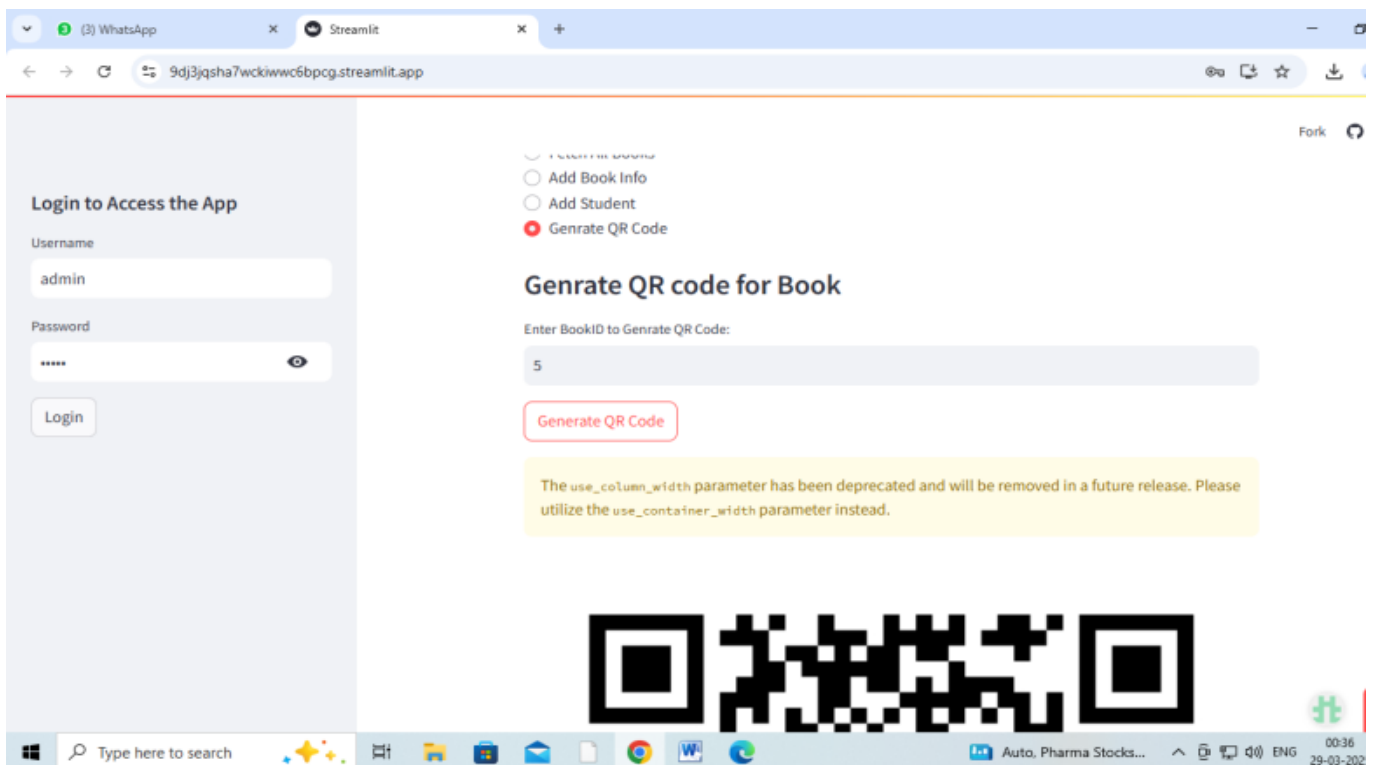 (3) WhatsApp
Streamlit
9dj3jqsha7wckiwwc6bpcg.streamlit.app
Fork
Fetch All Books
Add Book Info
Add Student
Genrate QR Code
Login to Access the App
Username
admin
Password
Login
Genrate QR code for Book
Enter BookID to Genrate QR Code:
5
Generate QR Code
The use_column_width parameter has been deprecated and will be removed in a future release. Please
utilize the use_container_width parameter instead.
Type here to search
Auto, Pharma Stocks...
ENG
00:36
29-03-202